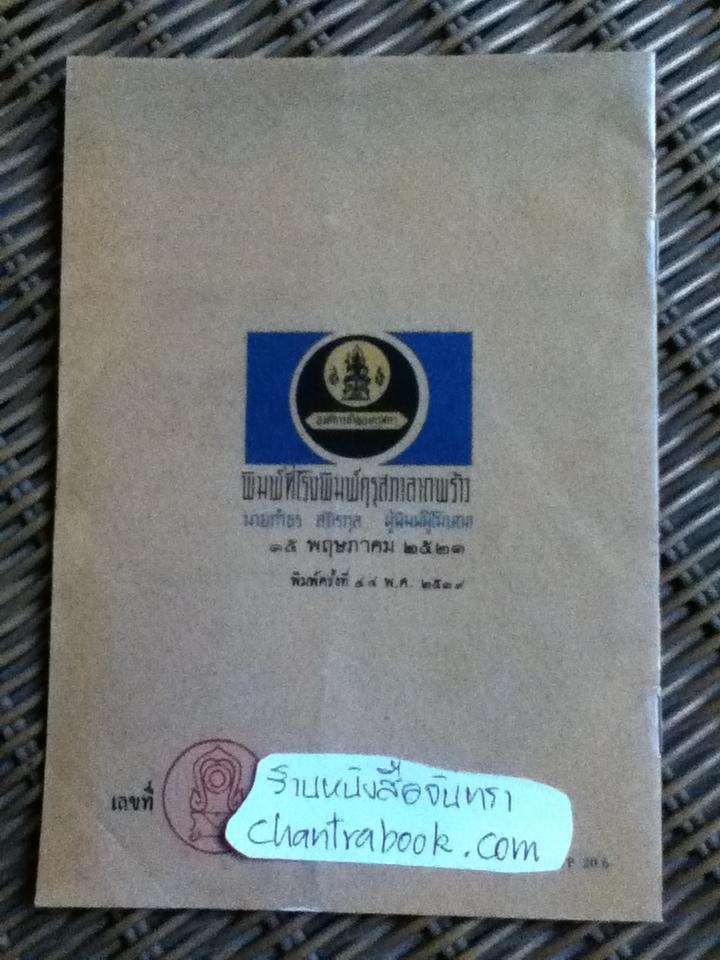 องค์การค้าของคุรุสภา
พิมพ์ที่โรงพิมพ์คุรุสภาลาดพร้าว
นายกำธร สถิรกุล ผู้พิมพ์ผู้โฆษณา
๑๕ พฤษภาคม ๒๕๒๑
พิมพ์ครั้งที่ ๔๔ พ.ศ. ๒๕๓๙
เลขที่
ร้านหนังสือจันทรา
chantrabook.com
P 20.6